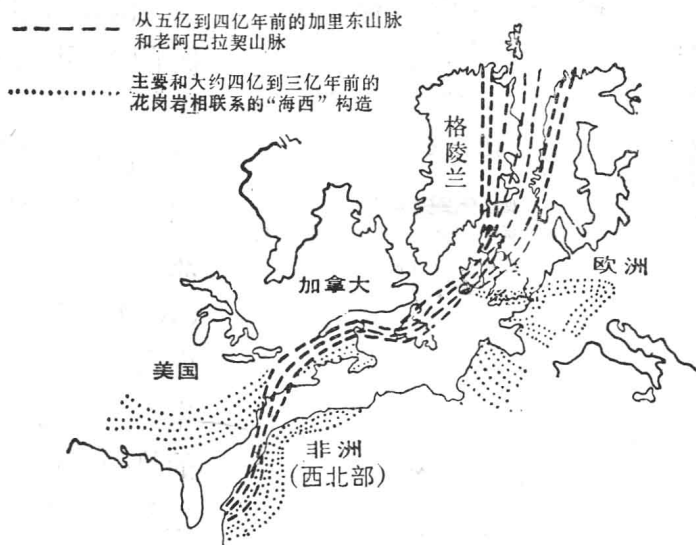 从五亿到四亿年前的加里东山脉
和老阿巴拉契山脉
主要和大约四亿到三亿年前的
花岗岩相联系的“海西”构造
格陵兰
欧洲
加拿大
美国
非洲
(西北部)